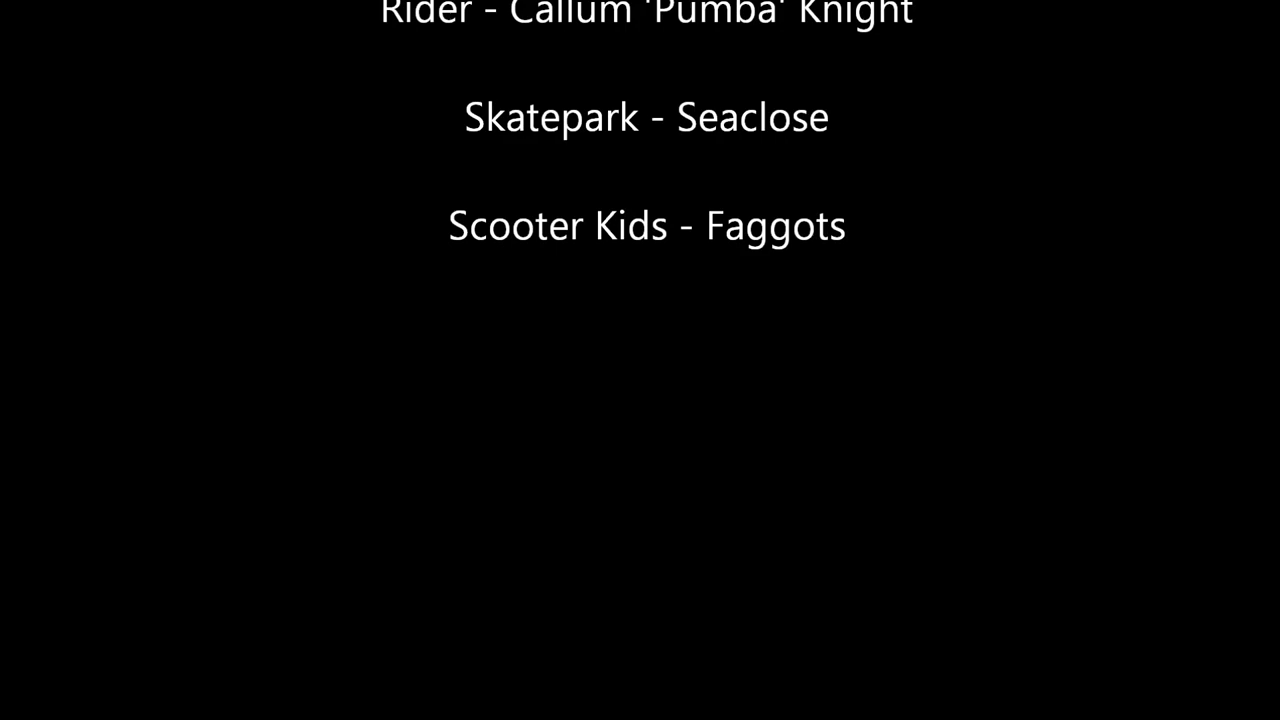 Rider - Callum 'Pumba' Knight
Skatepark - Seaclose
Scooter Kids - Faggots